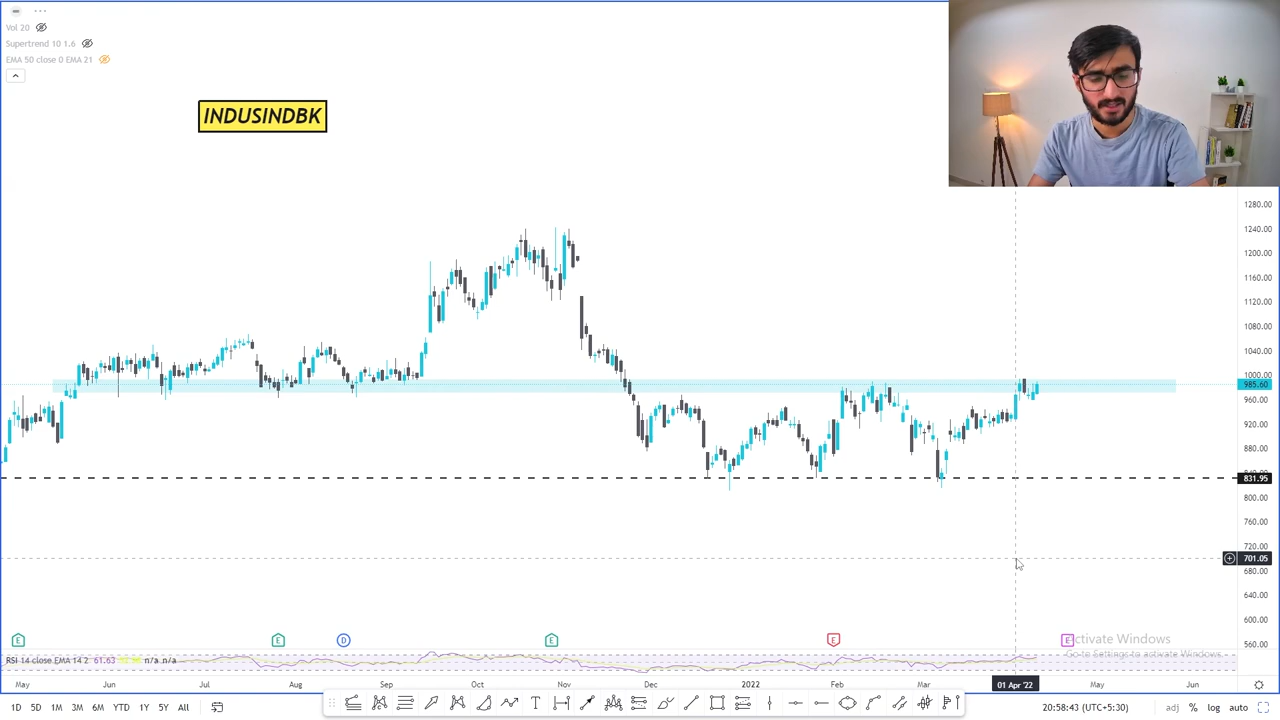 Vol 20
Supertrend 10 1.6
EMA 50 close 0 EMA 21
INDUSINDBK
1280.00
1240.00
1200.00
1160.00
1120.00
1080.00
1040.00
1000.00
985.60
960.00
920.00
880.00
831.95
800.00
760.00
720.00
701.05
680.00
640.00
600.00
560.00
E
E
D
E
E
E
Activate Windows
Go to Settings to activate Windows.
RSI 14 close EMA 14 2 61.63 n/a n/a
May Jun Jul Aug Sep Oct Nov Dec 2022 Feb Mar 01 Apr '22 May Jun
1D 5D 1M 3M 6M YTD 1Y 5Y All
20:58:43 (UTC+5:30) adj % log auto